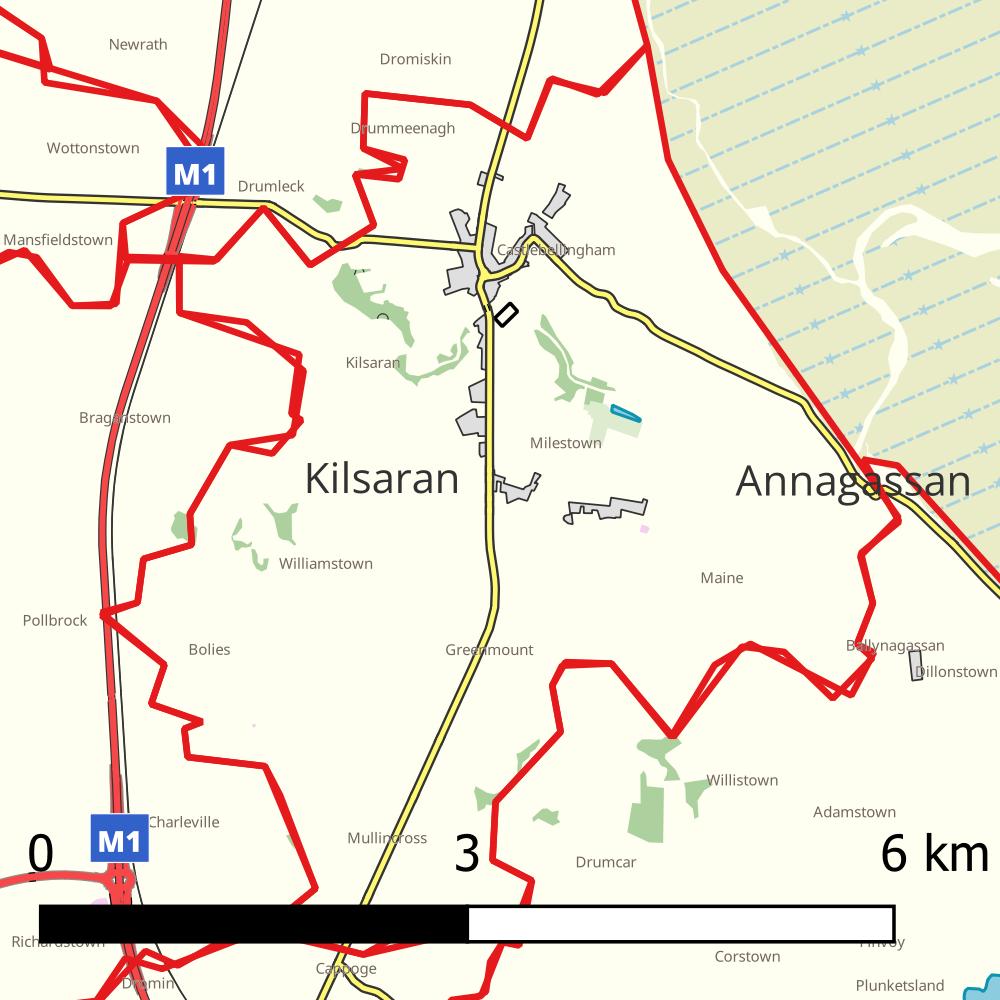 Newrath
Dromiskin
Drummeenagh
Wottonstown
M1
Drumleck
Mansfieldstown
Castlebellingham
Kilsaran
Braganstown
Milestown
Kilsaran
Annagassan
Williamstown
Maine
Pollbrock
Bolies
Greenmount
Ballynagassan
Dillonstown
Willistown
Adamstown
Charleville
M1
Mullincross
Drumcar
0 3 6 km
Richardstown
Corstown
Cappoge
Dromin
Plunketsland